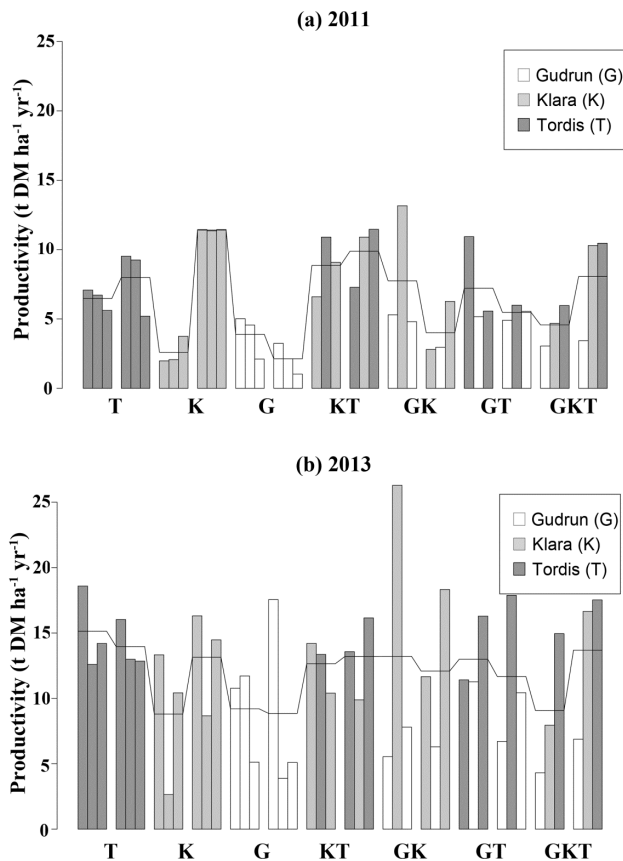 (a) 2011
Productivity (t DM ha⁻¹ yr⁻¹)
25
20
15
10
5
0
Gudrun (G)
Klara (K)
Tordis (T)
T K G KT GK GT GKT
(b) 2013
Productivity (t DM ha⁻¹ yr⁻¹)
25
20
15
10
5
0
Gudrun (G)
Klara (K)
Tordis (T)
T K G KT GK GT GKT